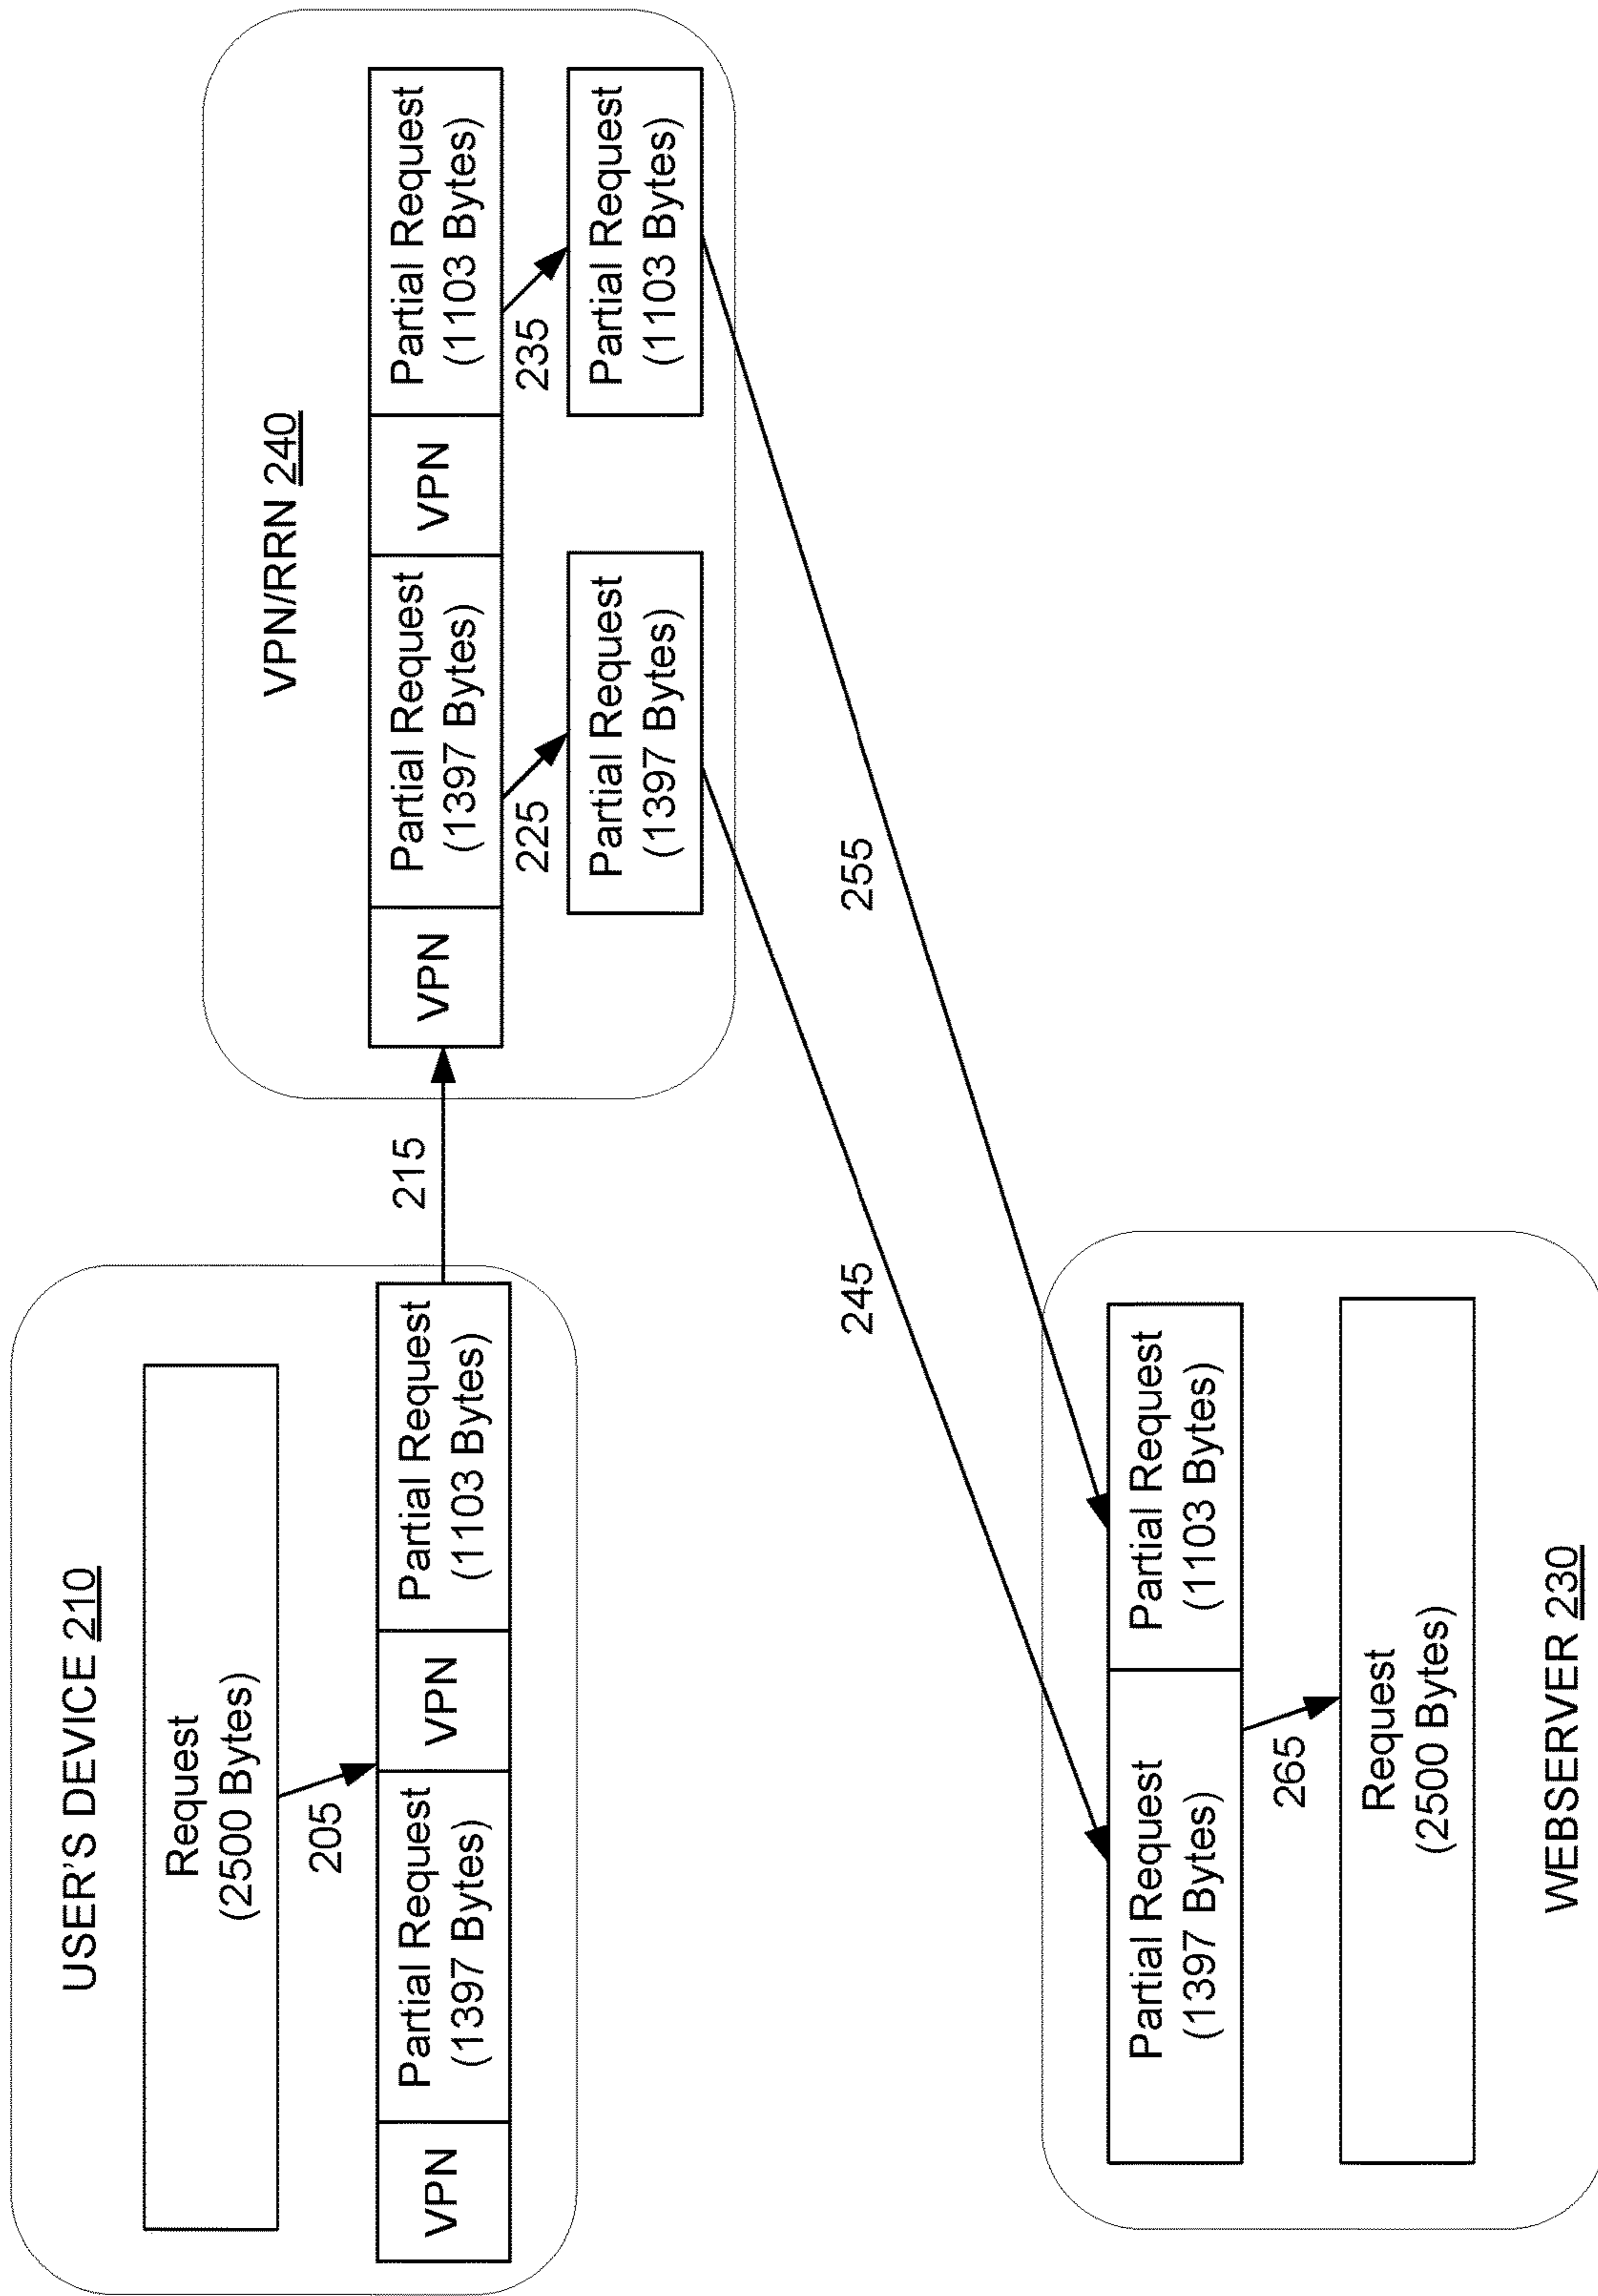 USER'S DEVICE 210
Request
(2500 Bytes)
205
VPN
Partial Request
(1397 Bytes)
VPN
Partial Request
(1103 Bytes)
215
VPN/RRN 240
VPN
Partial Request
(1397 Bytes)
VPN
Partial Request
(1103 Bytes)
225
235
Partial Request
(1397 Bytes)
Partial Request
(1103 Bytes)
245
255
Partial Request
(1397 Bytes)
Partial Request
(1103 Bytes)
265
Request
(2500 Bytes)
WEBSERVER 230